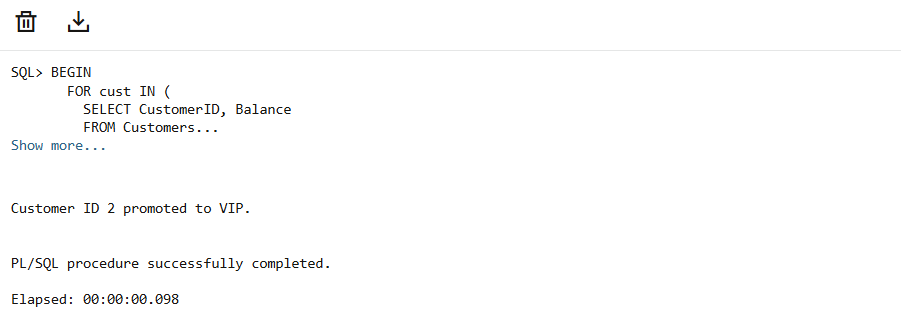 SQL> BEGIN
FOR cust IN (
SELECT CustomerID, Balance
FROM Customers...
Show more...
Customer ID 2 promoted to VIP.
PL/SQL procedure successfully completed.
Elapsed: 00:00:00.098